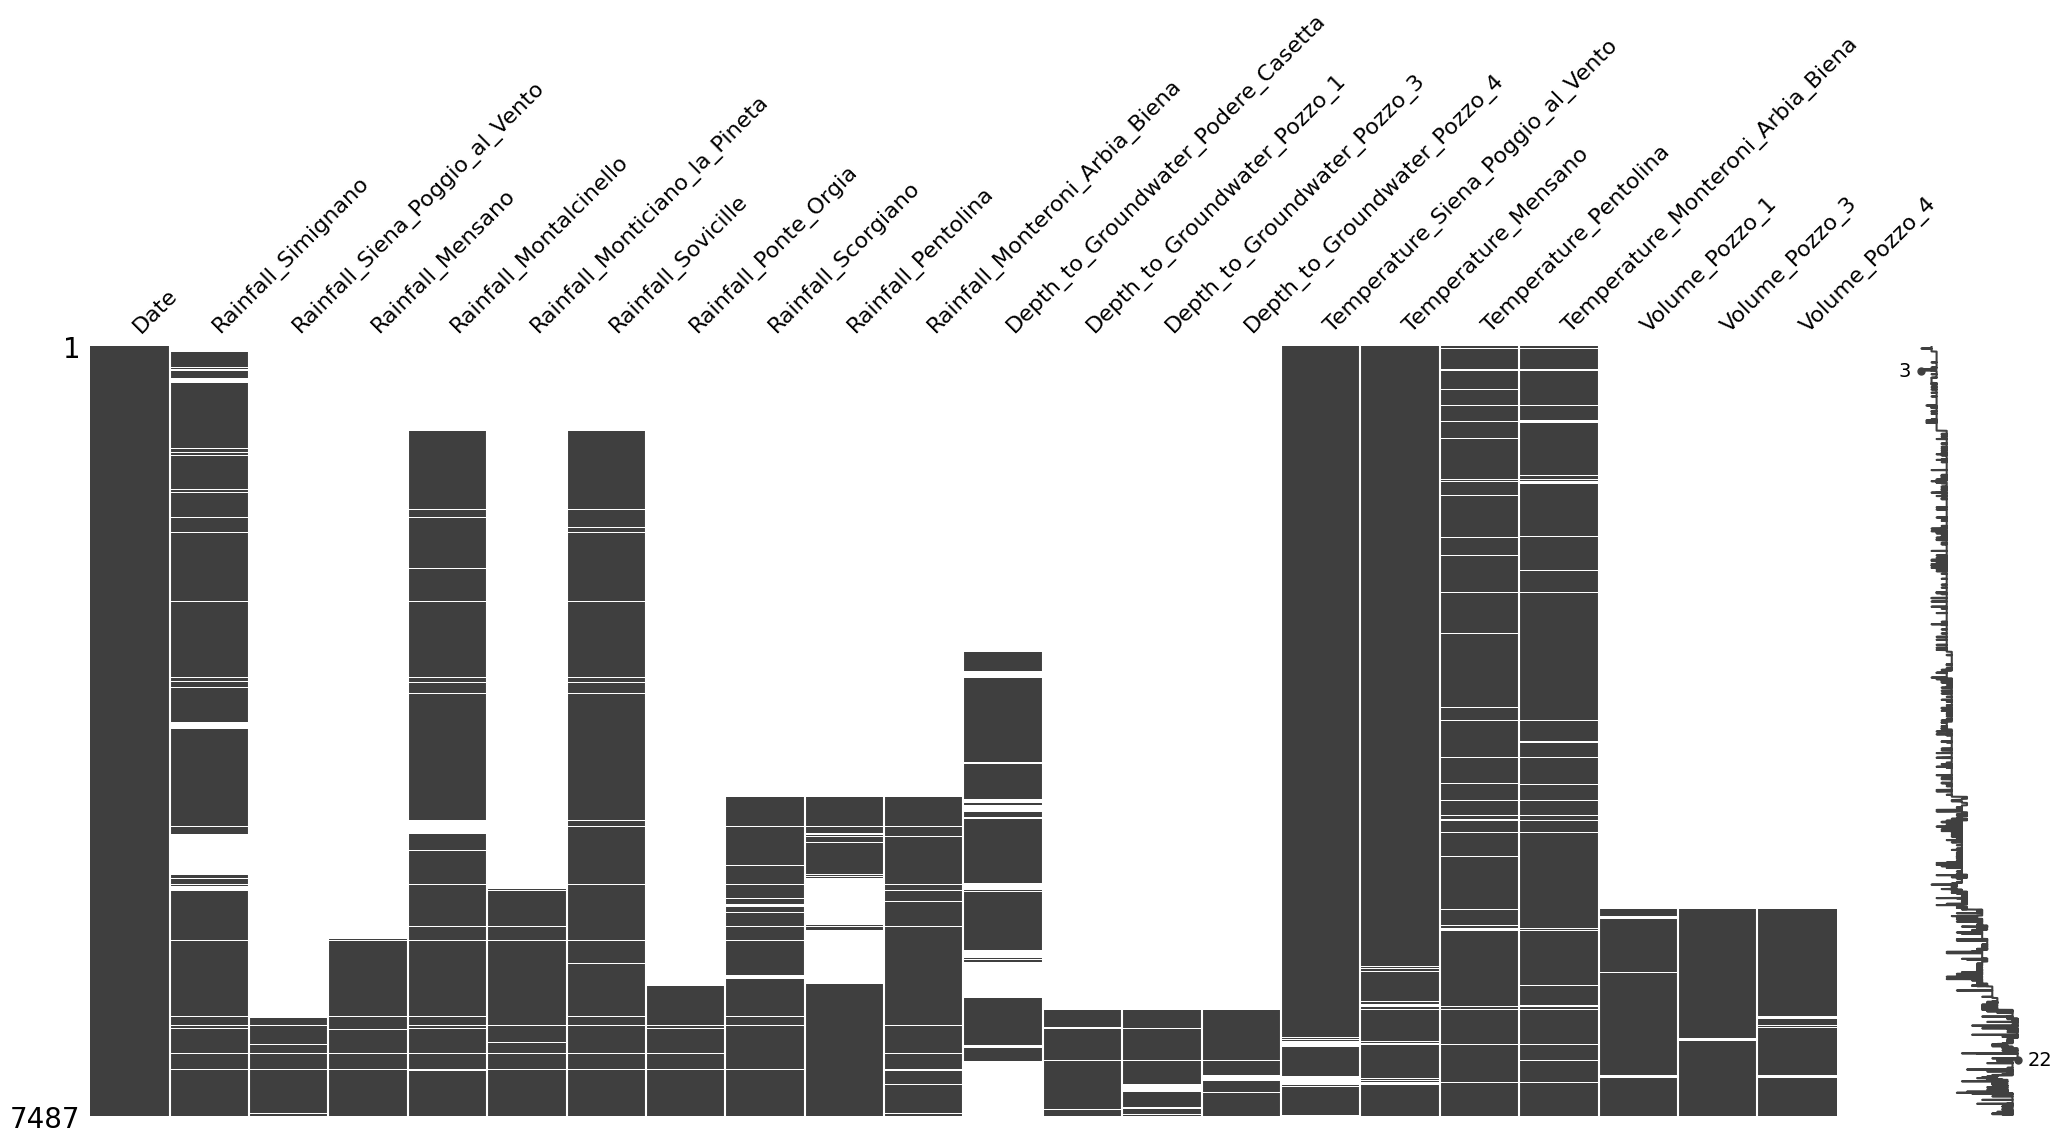 Date
Rainfall_Simignano
Rainfall_Siena_Poggio_al_Vento
Rainfall_Mensano
Rainfall_Montalcinello
Rainfall_Monticiano_la_Pineta
Rainfall_Sovicille
Rainfall_Ponte_Orgia
Rainfall_Scorgiano
Rainfall_Pentolina
Rainfall_Monteroni_Arbia_Biena
Depth_to_Groundwater_Podere_Casetta
Depth_to_Groundwater_Pozzo_1
Depth_to_Groundwater_Pozzo_3
Depth_to_Groundwater_Pozzo_4
Temperature_Siena_Poggio_al_Vento
Temperature_Mensano
Temperature_Pentolina
Temperature_Monteroni_Arbia_Biena
Volume_Pozzo_1
Volume_Pozzo_3
Volume_Pozzo_4
1
3
22
7487